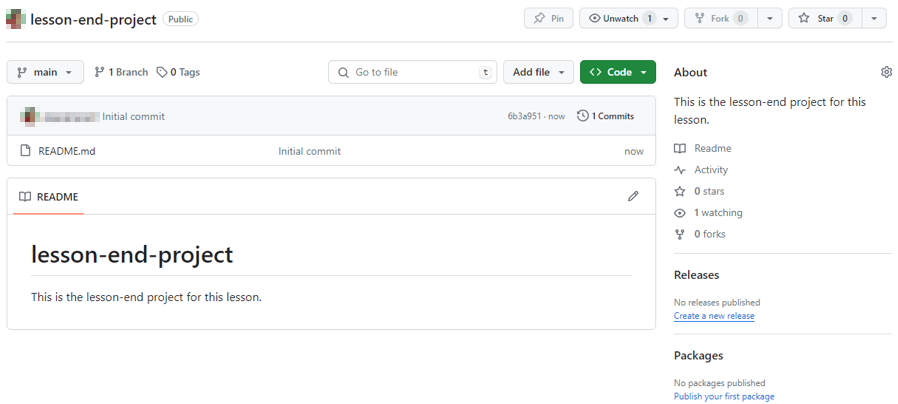 lesson-end-project Public Pin Unwatch 1 Fork 0 Star 0
main 1 Branch 0 Tags Go to file t Add file Code
Initial commit 6b3a951 · now 1 Commits
README.md Initial commit now
README
lesson-end-project
This is the lesson-end project for this lesson.
About
This is the lesson-end project for this
lesson.
Readme
Activity
0 stars
1 watching
0 forks
Releases
No releases published
Create a new release
Packages
No packages published
Publish your first package